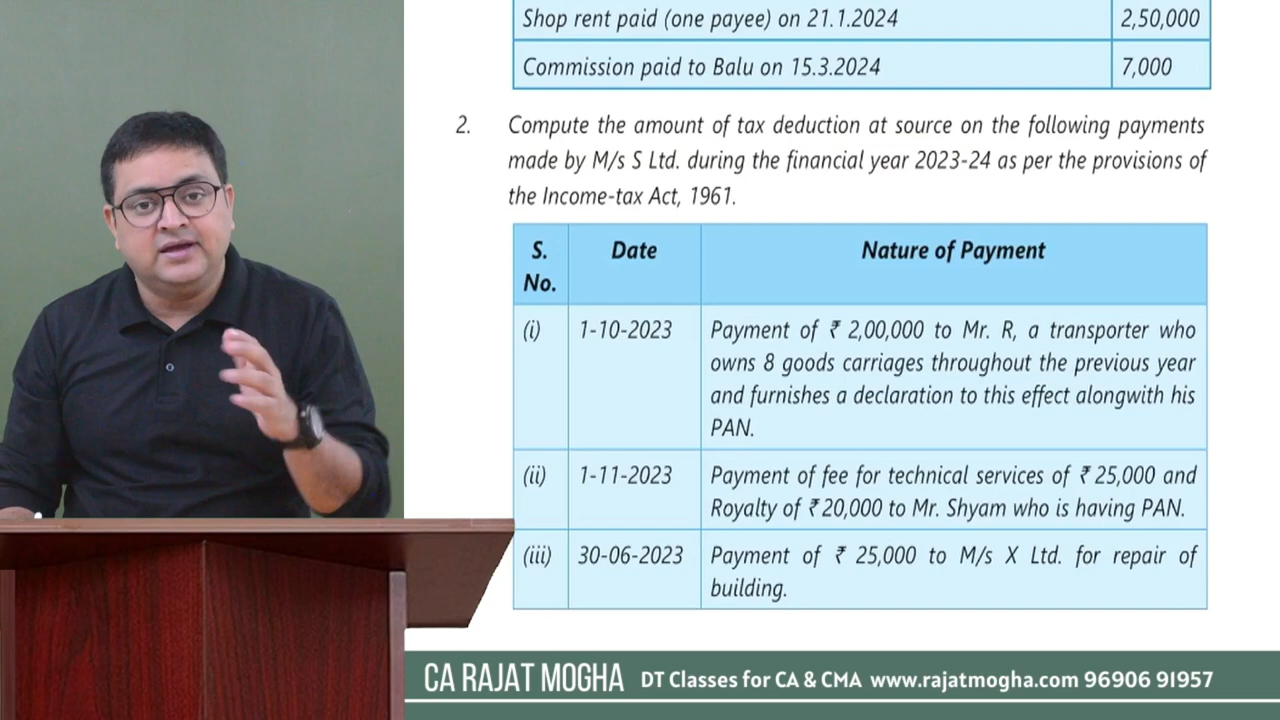 Shop rent paid (one payee) on 21.1.2024 2,50,000
Commission paid to Balu on 15.3.2024 7,000
2. Compute the amount of tax deduction at source on the following payments
made by M/s S Ltd. during the financial year 2023-24 as per the provisions of
the Income-tax Act, 1961.
S. No. Date Nature of Payment
(i) 1-10-2023 Payment of ₹ 2,00,000 to Mr. R, a transporter who
owns 8 goods carriages throughout the previous year
and furnishes a declaration to this effect alongwith his
PAN.
(ii) 1-11-2023 Payment of fee for technical services of ₹ 25,000 and
Royalty of ₹ 20,000 to Mr. Shyam who is having PAN.
(iii) 30-06-2023 Payment of ₹ 25,000 to M/s X Ltd. for repair of
building.
CA RAJAT MOGHA DT Classes for CA & CMA www.rajatmogha.com 96906 91957